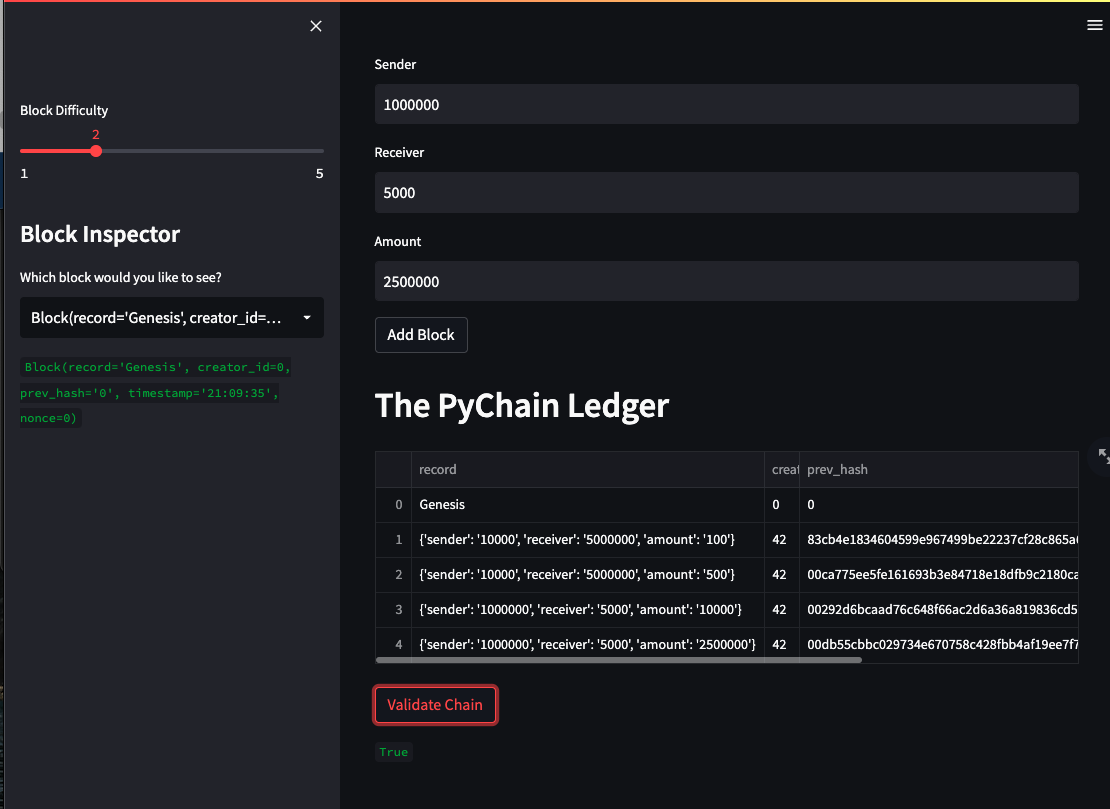 Block Difficulty
2
1 5
Block Inspector
Which block would you like to see?
Block(record='Genesis', creator_id=...
Block(record='Genesis', creator_id=0,
prev_hash='0', timestamp='21:09:35',
nonce=0)
Sender
1000000
Receiver
5000
Amount
2500000
Add Block
The PyChain Ledger
record creat prev_hash
0 Genesis 0 0
1 {'sender': '10000', 'receiver': '5000000', 'amount': '100'} 42 83cb4e1834604599e967499be22237cf28c865a
2 {'sender': '10000', 'receiver': '5000000', 'amount': '500'} 42 00ca775ee5fe161693b3e84718e18dfb9c2180ca
3 {'sender': '1000000', 'receiver': '5000', 'amount': '10000'} 42 00292d6bcaad76c648f66ac2d6a36a819836cd5
4 {'sender': '1000000', 'receiver': '5000', 'amount': '2500000'} 42 00db55cbbc029734e670758c428fbb4af19ee7f7
Validate Chain
True